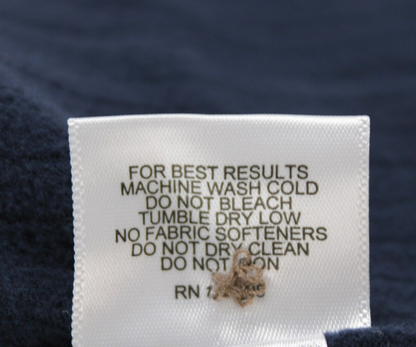 FOR BEST RESULTS
MACHINE WASH COLD
DO NOT BLEACH
TUMBLE DRY LOW
NO FABRIC SOFTENERS
DO NOT DRY CLEAN
DO NOT
RN